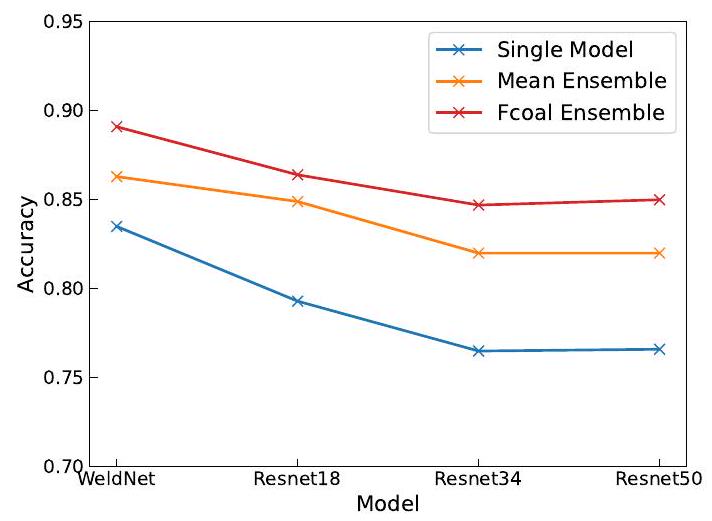 0.95
0.90
0.85
0.80
0.75
0.70
Accuracy
Single Model
Mean Ensemble
Fcoal Ensemble
WeldNet Resnet18 Resnet34 Resnet50
Model